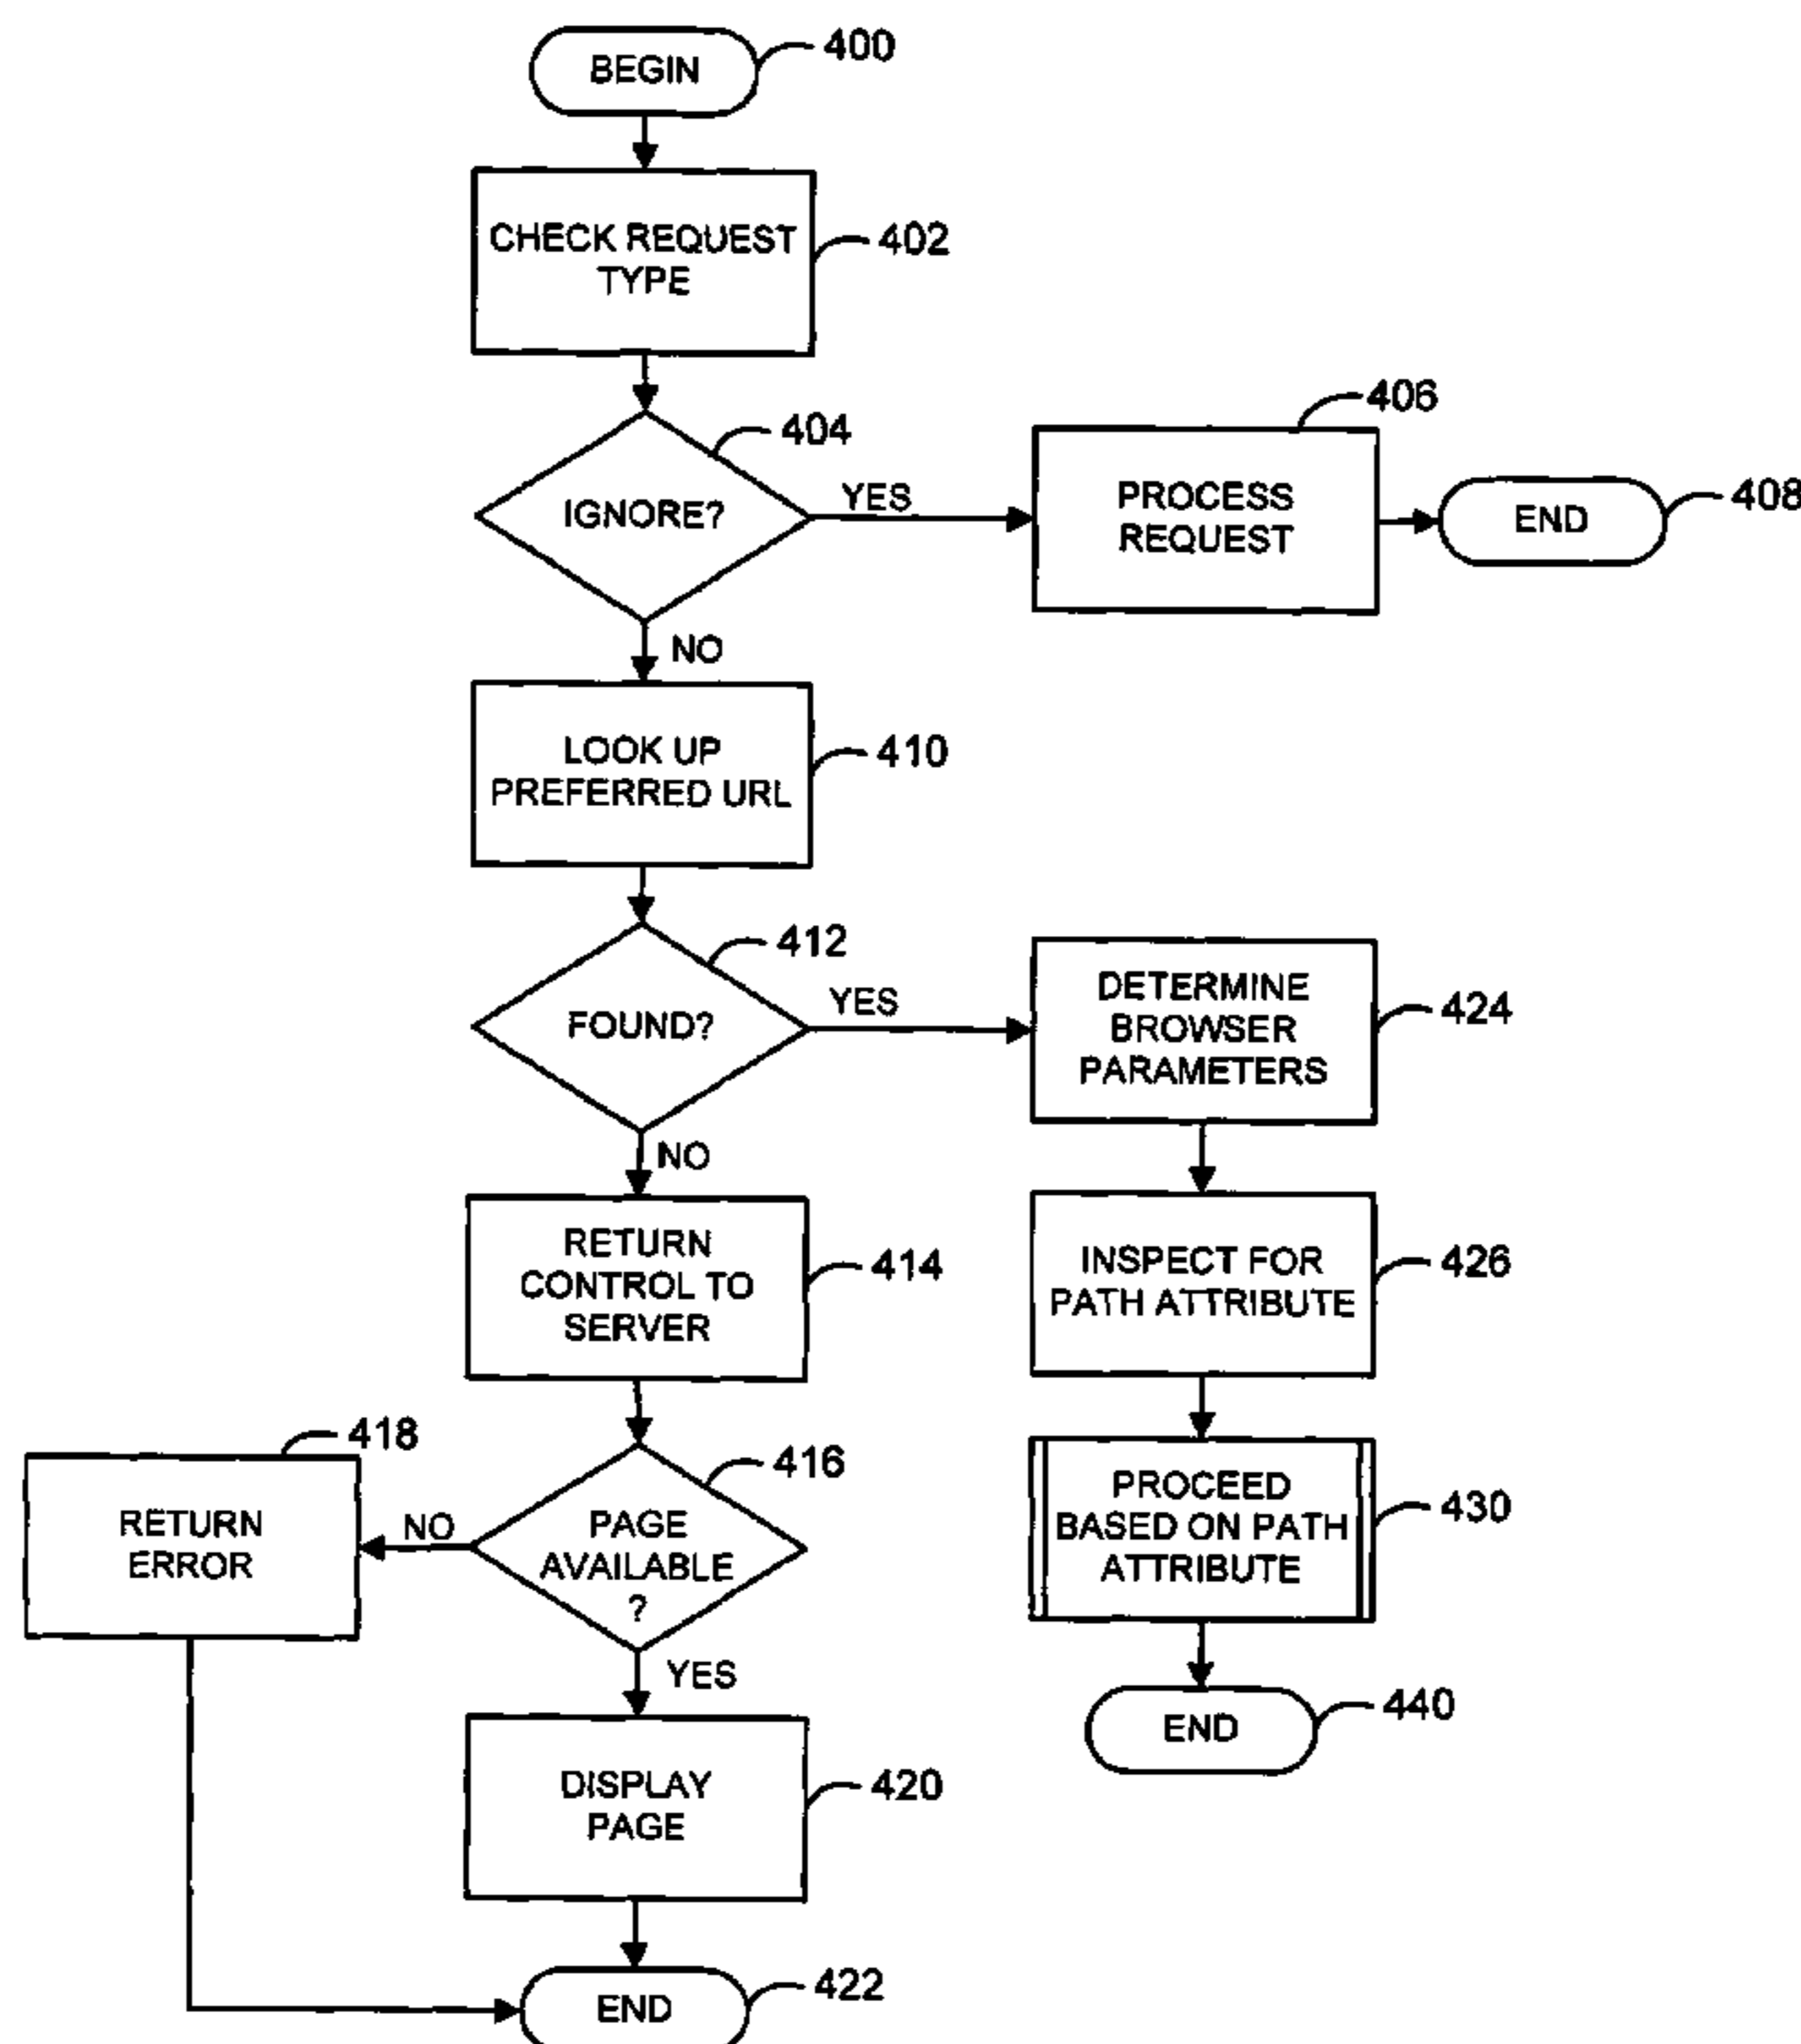 BEGIN
400
CHECK REQUEST
TYPE
402
IGNORE?
404
YES
PROCESS
REQUEST
406
END
408
NO
LOOK UP
PREFERRED URL
410
FOUND?
412
YES
DETERMINE
BROWSER
PARAMETERS
424
NO
RETURN
CONTROL TO
SERVER
414
INSPECT FOR
PATH ATTRIBUTE
426
PAGE
AVAILABLE
?
416
NO
RETURN
ERROR
418
PROCEED
BASED ON PATH
ATTRIBUTE
430
YES
DISPLAY
PAGE
420
END
440
END
422